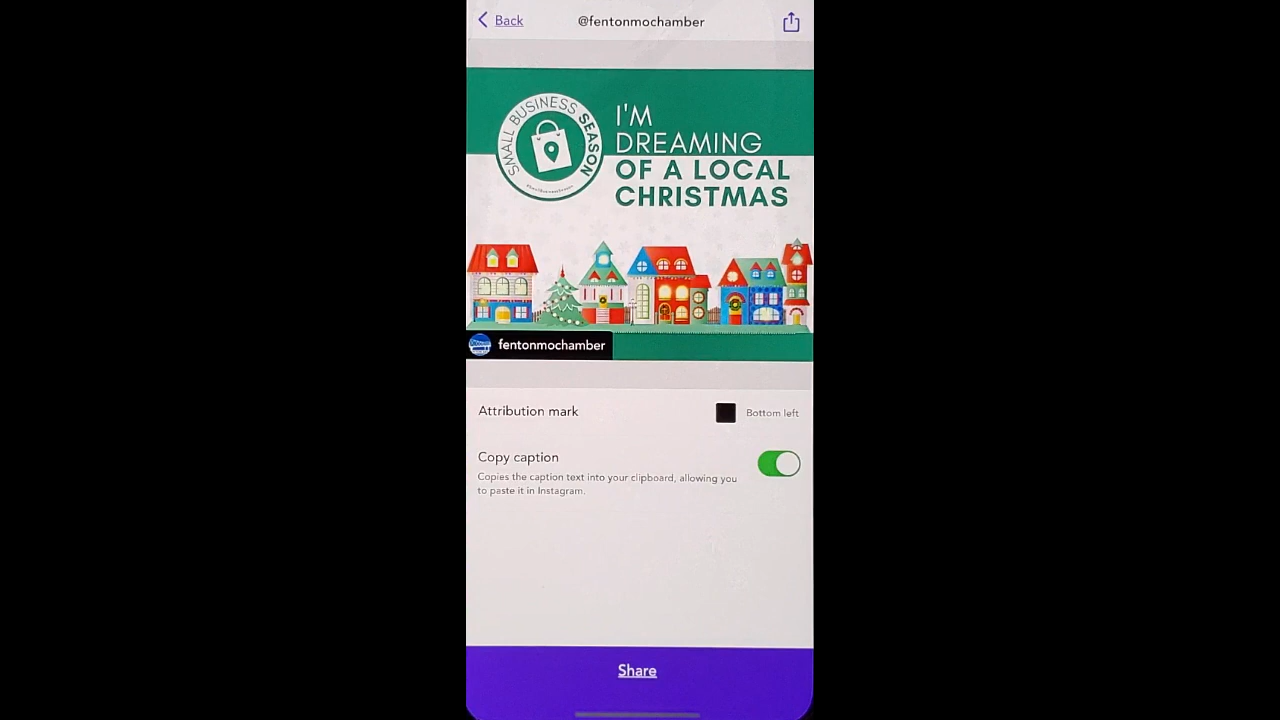 Back
@fentonmochamber
SMALL BUSINESS SEASON
#SmallBusinessSeason
I'M
DREAMING
OF A LOCAL
CHRISTMAS
fentonmochamber
Attribution mark
Bottom left
Copy caption
Copies the caption text into your clipboard, allowing you
to paste it in Instagram.
Share